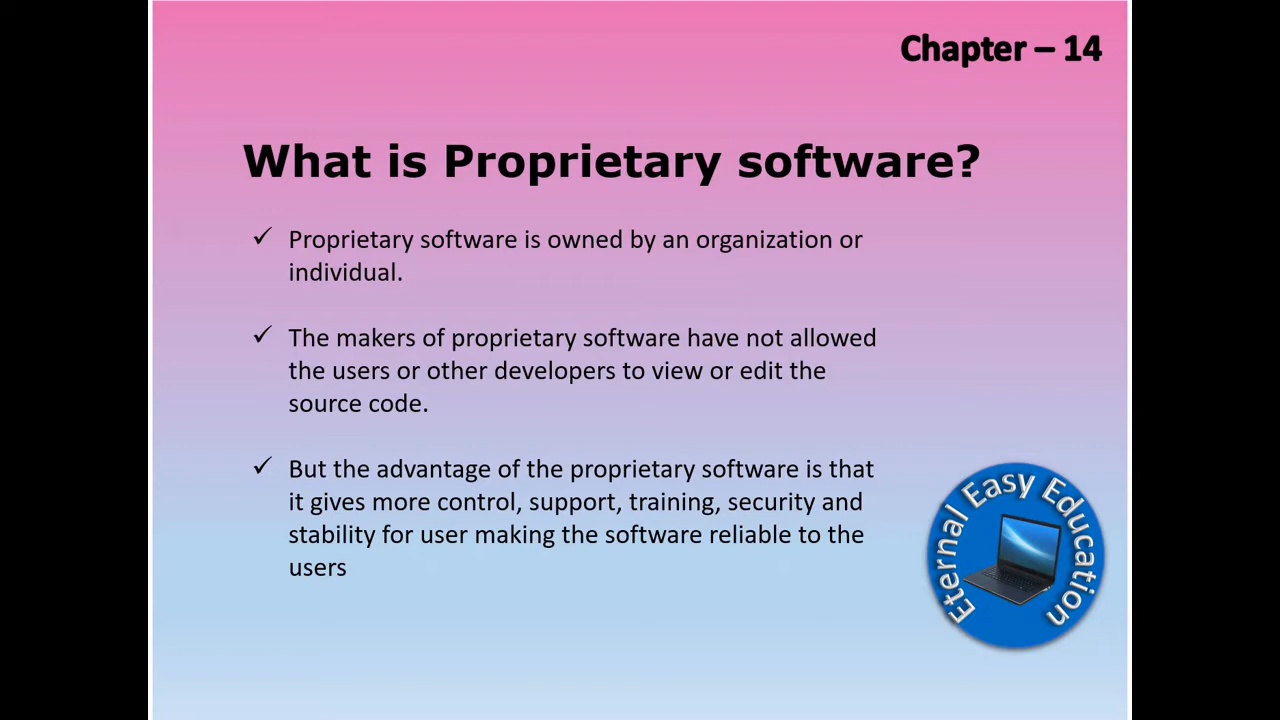 Chapter – 14
What is Proprietary software?
✓ Proprietary software is owned by an organization or
individual.
✓ The makers of proprietary software have not allowed
the users or other developers to view or edit the
source code.
✓ But the advantage of the proprietary software is that
it gives more control, support, training, security and
stability for user making the software reliable to the
users
Eternal Easy Education